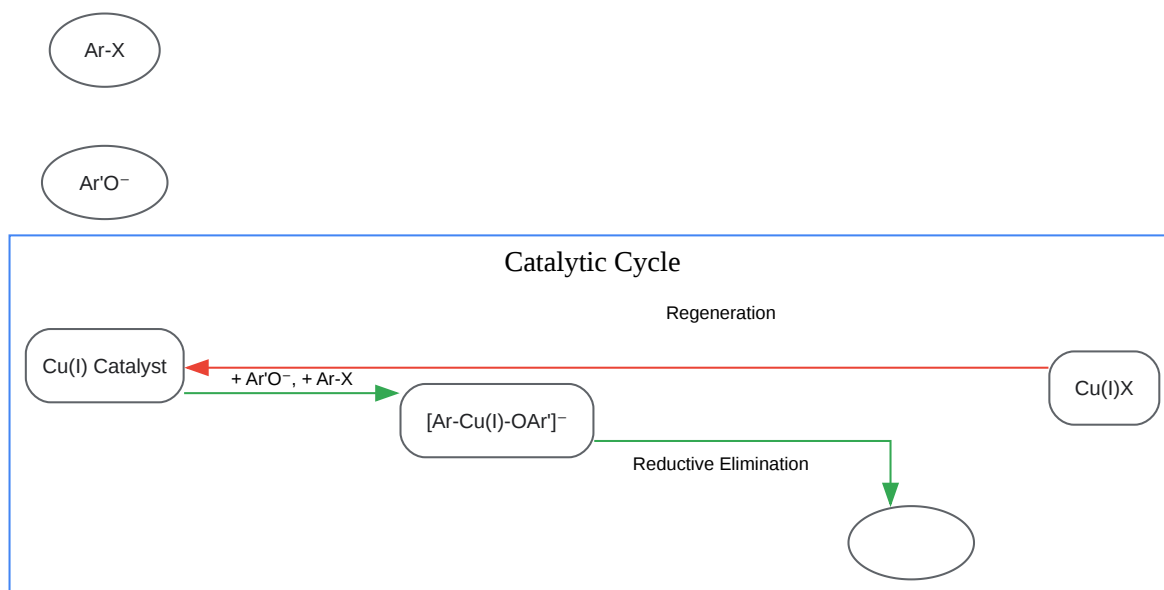 Ar-X
Ar'O⁻
Catalytic Cycle
Regeneration
Cu(I) Catalyst
+ Ar'O⁻, + Ar-X
Cu(I)X
[Ar-Cu(I)-OAr']⁻
Reductive Elimination